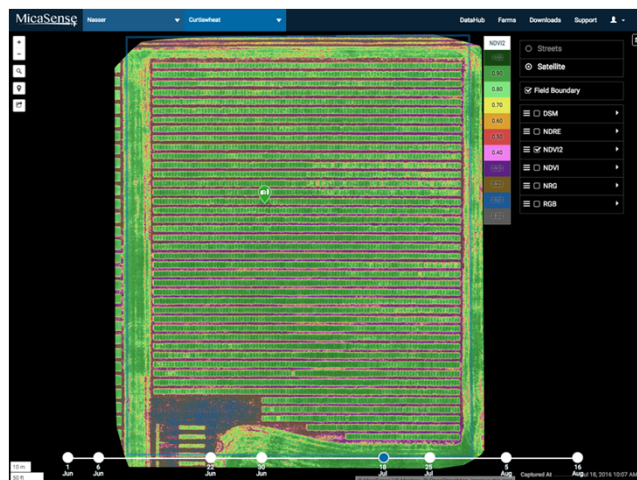 MicaSense
Nasser
Curtiswheat
DataHub
Farms
Downloads
Support
NDVI2
0.90
0.80
0.70
0.60
0.50
0.40
Streets
Satellite
Field Boundary
DSM
NDRE
NDVI2
NDVI
NRG
RGB
10 m
50 ft
1 Jun
6 Jun
22 Jun
30 Jun
18 Jul
25 Jul
5 Aug
16 Aug
Captured At
Jul 18, 2016 10:07 AM